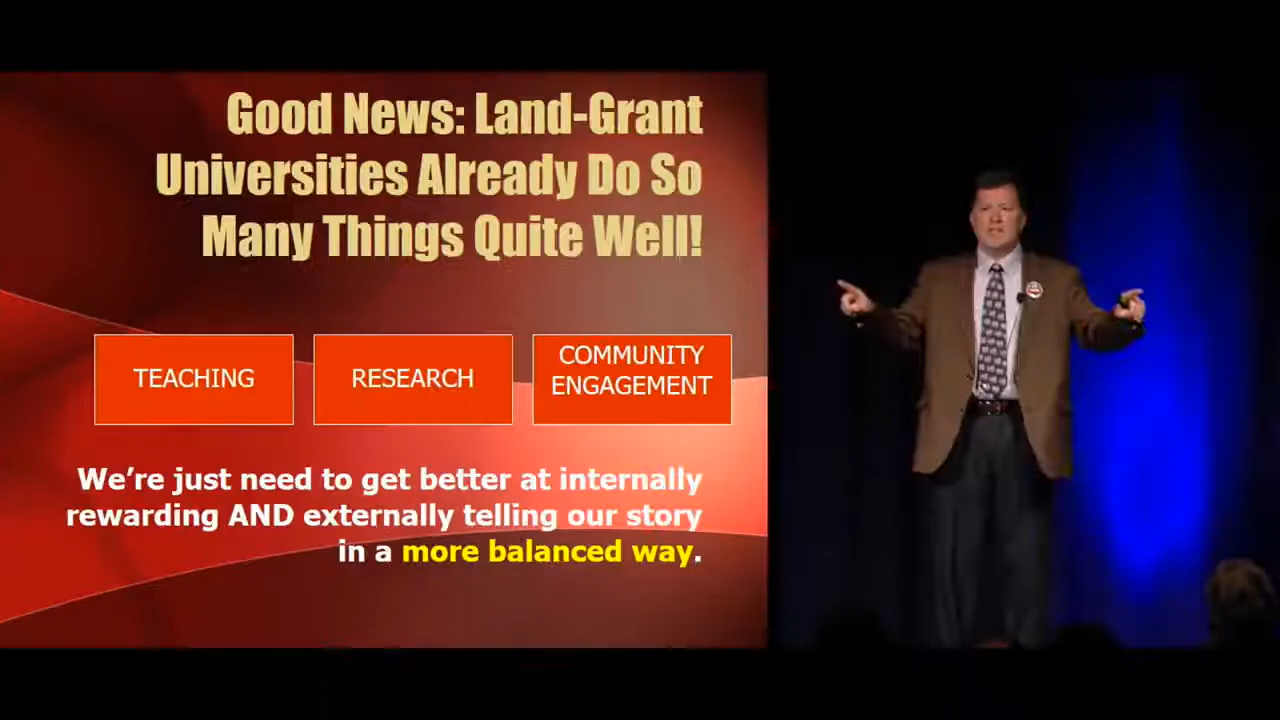 Good News: Land-Grant
Universities Already Do So
Many Things Quite Well!
TEACHING
RESEARCH
COMMUNITY
ENGAGEMENT
We’re just need to get better at internally
rewarding AND externally telling our story
in a more balanced way.